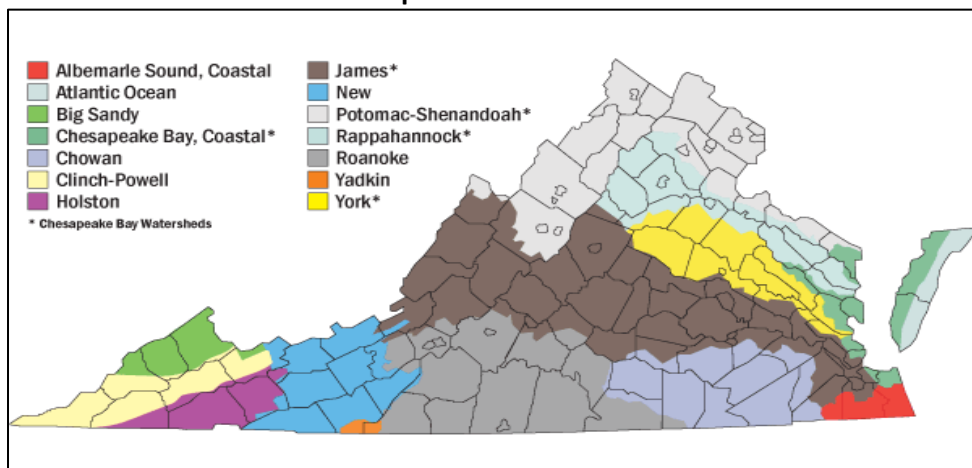 Albemarle Sound, Coastal
Atlantic Ocean
Big Sandy
Chesapeake Bay, Coastal*
Chowan
Clinch-Powell
Holston
* Chesapeake Bay Watersheds
James*
New
Potomac-Shenandoah*
Rappahannock*
Roanoke
Yadkin
York*